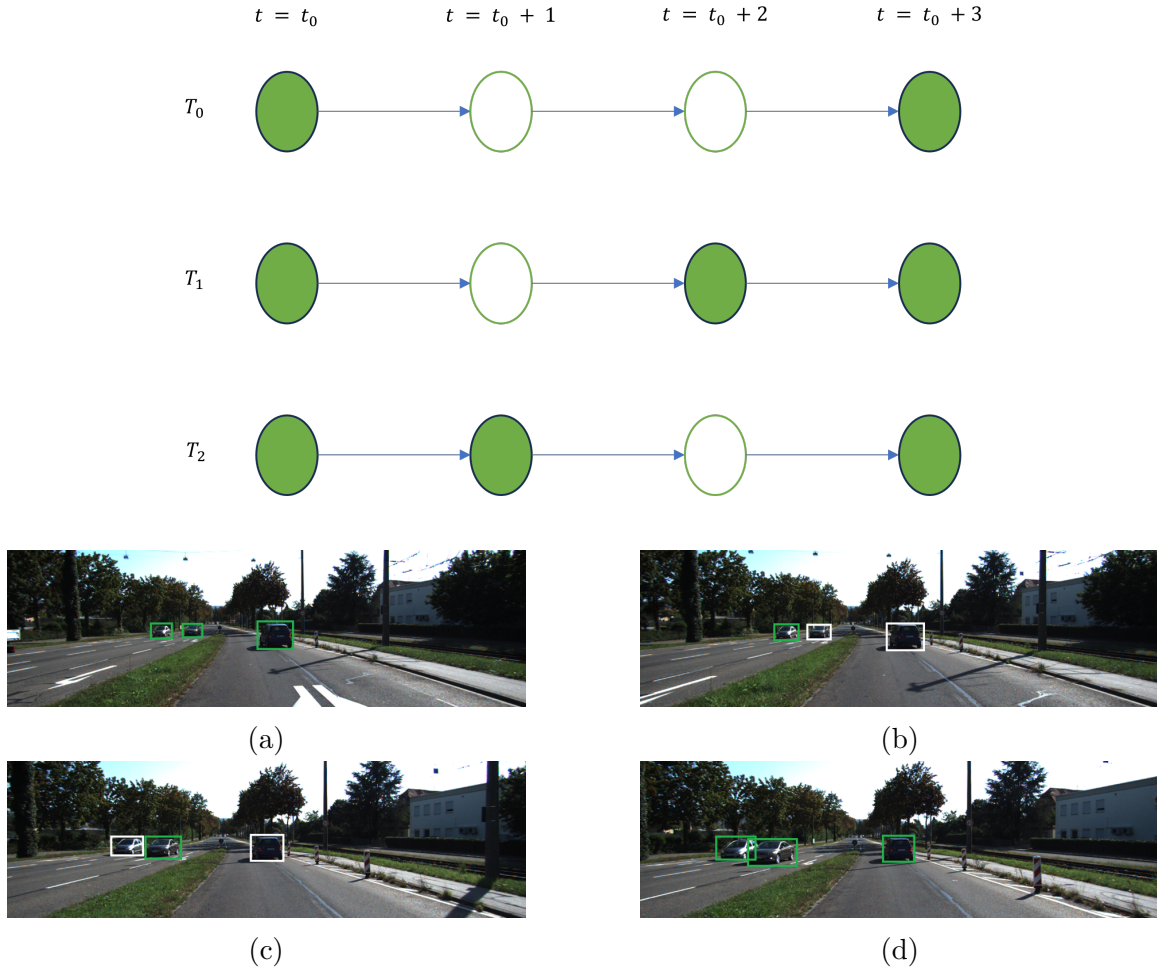 t = t₀ t = t₀ + 1 t = t₀ + 2 t = t₀ + 3
T₀
T₁
T₂
(a) (b)
(c) (d)